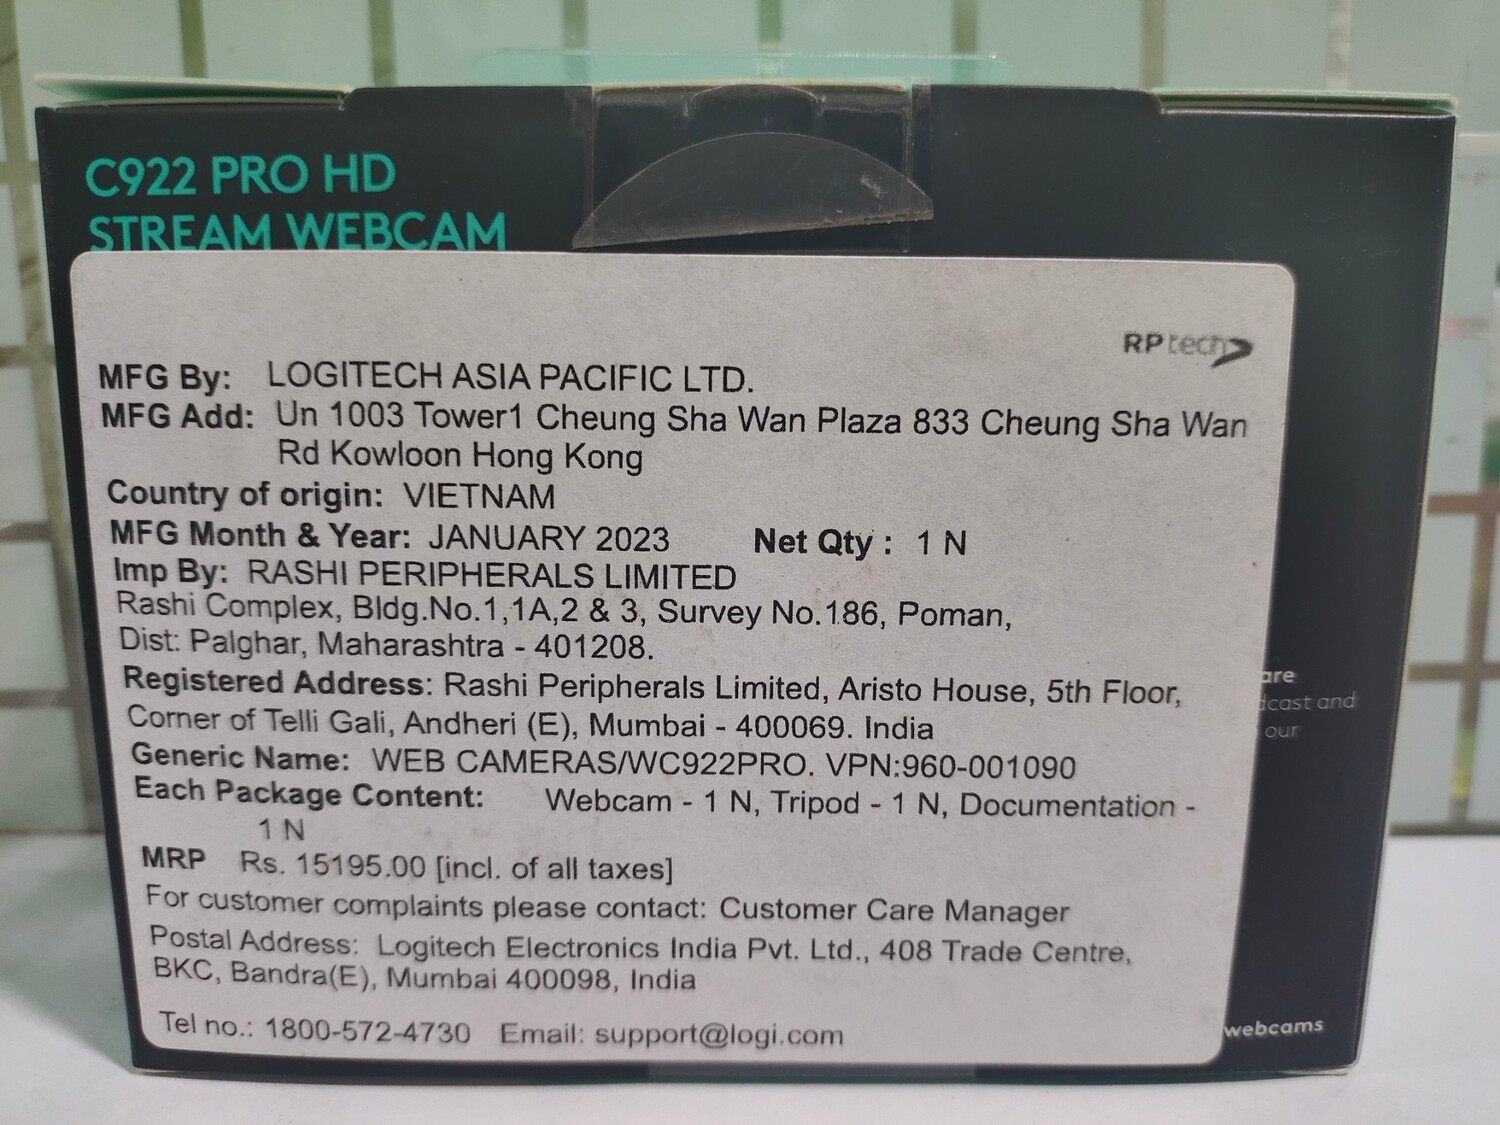 C922 PRO HD
STREAM WEBCAM
RPtech
MFG By: LOGITECH ASIA PACIFIC LTD.
MFG Add: Un 1003 Tower1 Cheung Sha Wan Plaza 833 Cheung Sha Wan
Rd Kowloon Hong Kong
Country of origin: VIETNAM
MFG Month & Year: JANUARY 2023 Net Qty : 1 N
Imp By: RASHI PERIPHERALS LIMITED
Rashi Complex, Bldg.No.1,1A,2 & 3, Survey No.186, Poman,
Dist: Palghar, Maharashtra - 401208.
Registered Address: Rashi Peripherals Limited, Aristo House, 5th Floor,
Corner of Telli Gali, Andheri (E), Mumbai - 400069. India
Generic Name: WEB CAMERAS/WC922PRO. VPN:960-001090
Each Package Content: Webcam - 1 N, Tripod - 1 N, Documentation -
1 N
MRP Rs. 15195.00 [incl. of all taxes]
For customer complaints please contact: Customer Care Manager
Postal Address: Logitech Electronics India Pvt. Ltd., 408 Trade Centre,
BKC, Bandra(E), Mumbai 400098, India
Tel no.: 1800-572-4730 Email: support@logi.com
and
our
webcams